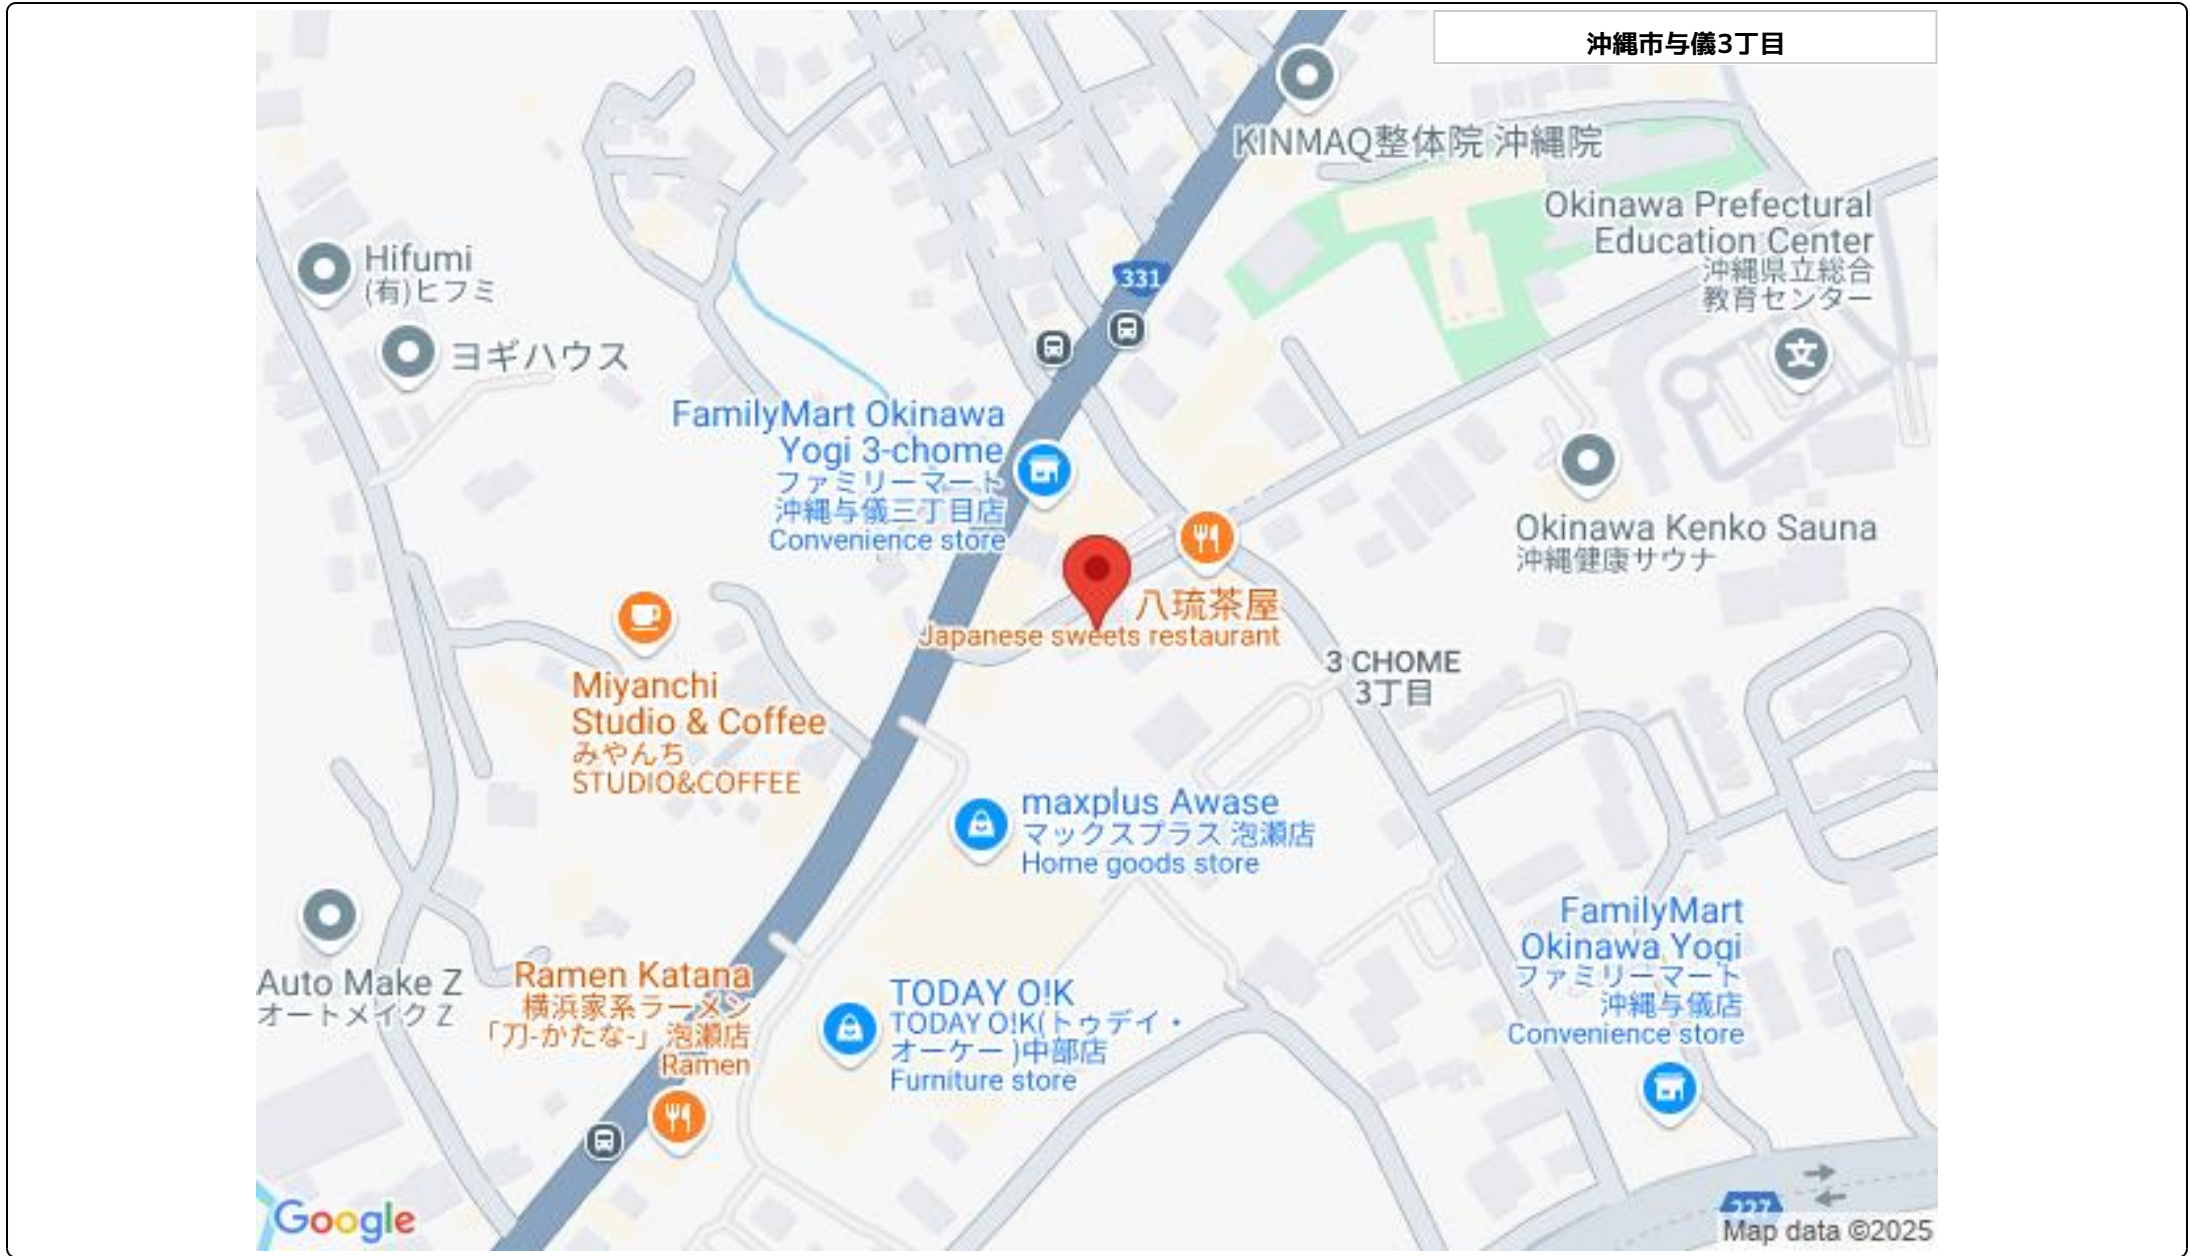 沖縄市与儀3丁目
KINMAQ整体院 沖縄院
Okinawa Prefectural
Education Center
沖縄県立総合
教育センター
Hifumi
(有)ヒフミ
331
ヨギハウス
FamilyMart Okinawa
Yogi 3-chome
ファミリーマート
沖縄与儀三丁目店
Convenience store
文
Okinawa Kenko Sauna
沖縄健康サウナ
八琉茶屋
Japanese sweets restaurant
3 CHOME
3丁目
Miyanchi
Studio & Coffee
みやんち
STUDIO&COFFEE
maxplus Awase
マックスプラス 泡瀬店
Home goods store
FamilyMart
Okinawa Yogi
ファミリーマート
沖縄与儀店
Convenience store
Auto Make Z
オートメイク Z
Ramen Katana
横浜家系ラーメン
「刀-かたな-」泡瀬店
Ramen
TODAY O!K
TODAY O!K(トゥデイ・
オーケー )中部店
Furniture store
227
Google
Map data ©2025